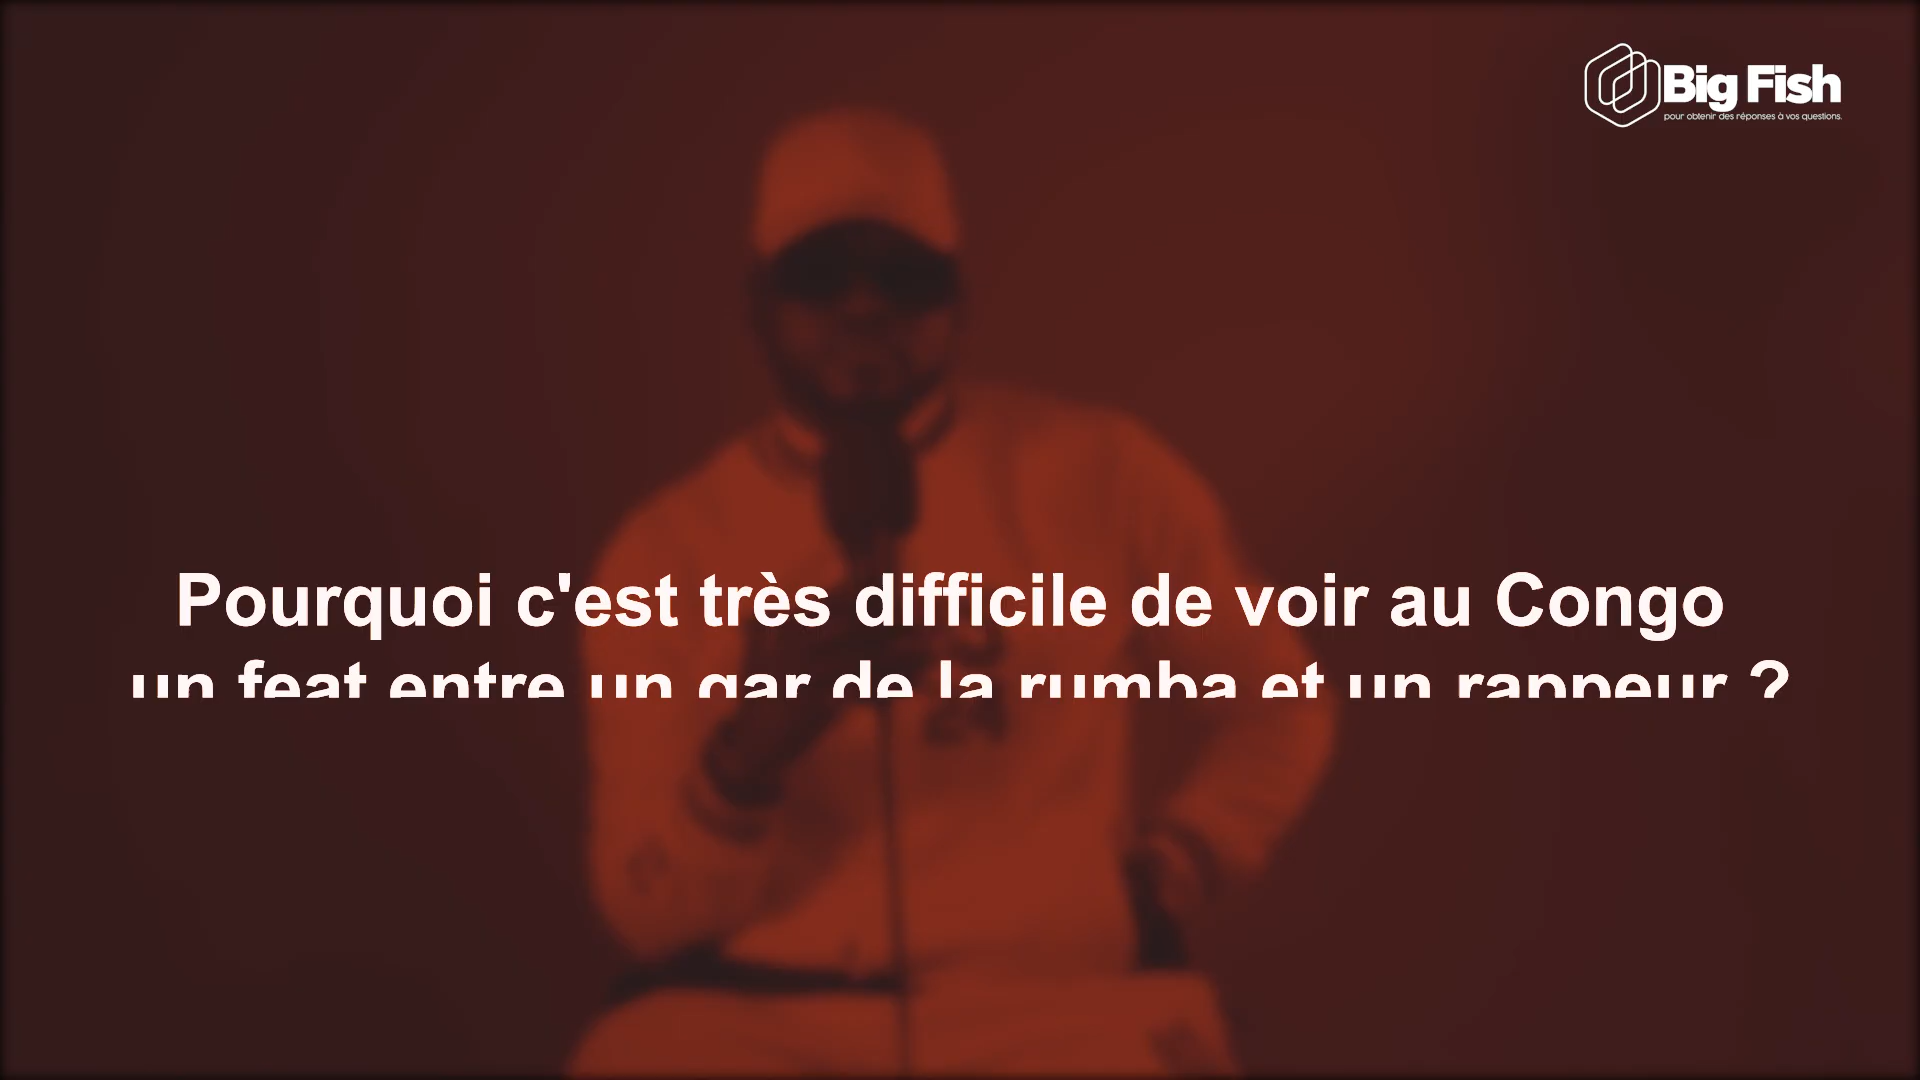 Big Fish
pour obtenir des réponses à vos questions.
Pourquoi c'est très difficile de voir au Congo
un feat entre un gar de la rumba et un rappeur ?